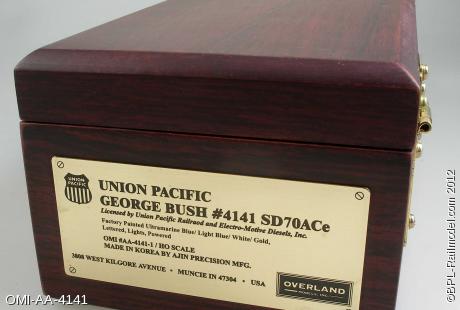 UNION
PACIFIC
UNION PACIFIC
GEORGE BUSH #4141 SD70ACe
Licensed by Union Pacific Railroad and Electro-Motive Diesels, Inc.
Factory Painted Ultramarine Blue/ Light Blue/ White/ Gold,
Lettered, Lights, Powered
OMI #AA-4141-1 / HO SCALE
MADE IN KOREA BY AJIN PRECISION MFG.
3808 WEST KILGORE AVENUE • MUNCIE IN 47304 • USA
OVERLAND
MODELS, INC.
OMI-AA-4141
©BPL-Railmodel.com 2012